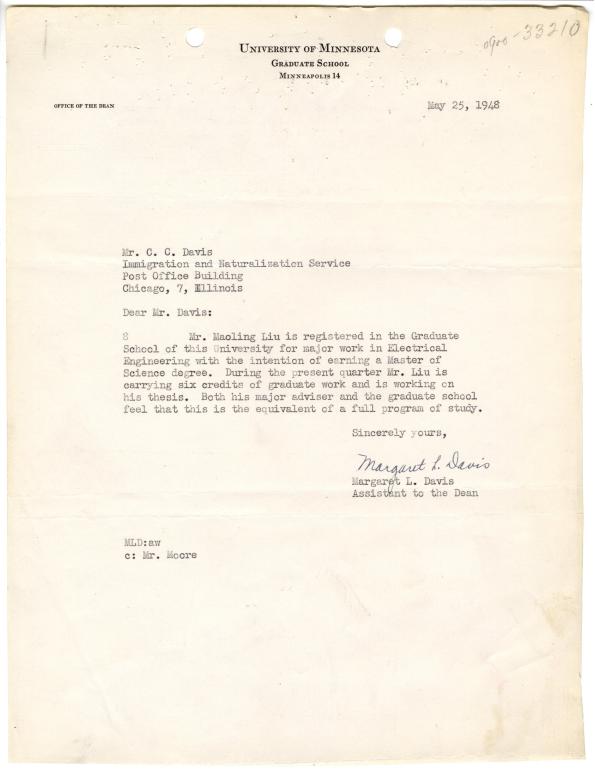 0900-33210
UNIVERSITY OF MINNESOTA
GRADUATE SCHOOL
MINNEAPOLIS 14
OFFICE OF THE DEAN
May 25, 1948
Mr. C. C. Davis
Immigration and Naturalization Service
Post Office Building
Chicago, 7, Illinois
Dear Mr. Davis:
8 Mr. Maoling Liu is registered in the Graduate
School of this University for major work in Electrical
Engineering with the intention of earning a Master of
Science degree. During the present quarter Mr. Liu is
carrying six credits of graduate work and is working on
his thesis. Both his major adviser and the graduate school
feel that this is the equivalent of a full program of study.
Sincerely yours,
Margaret L. Davis
Margaret L. Davis
Assistant to the Dean
MLD:aw
c: Mr. Moore